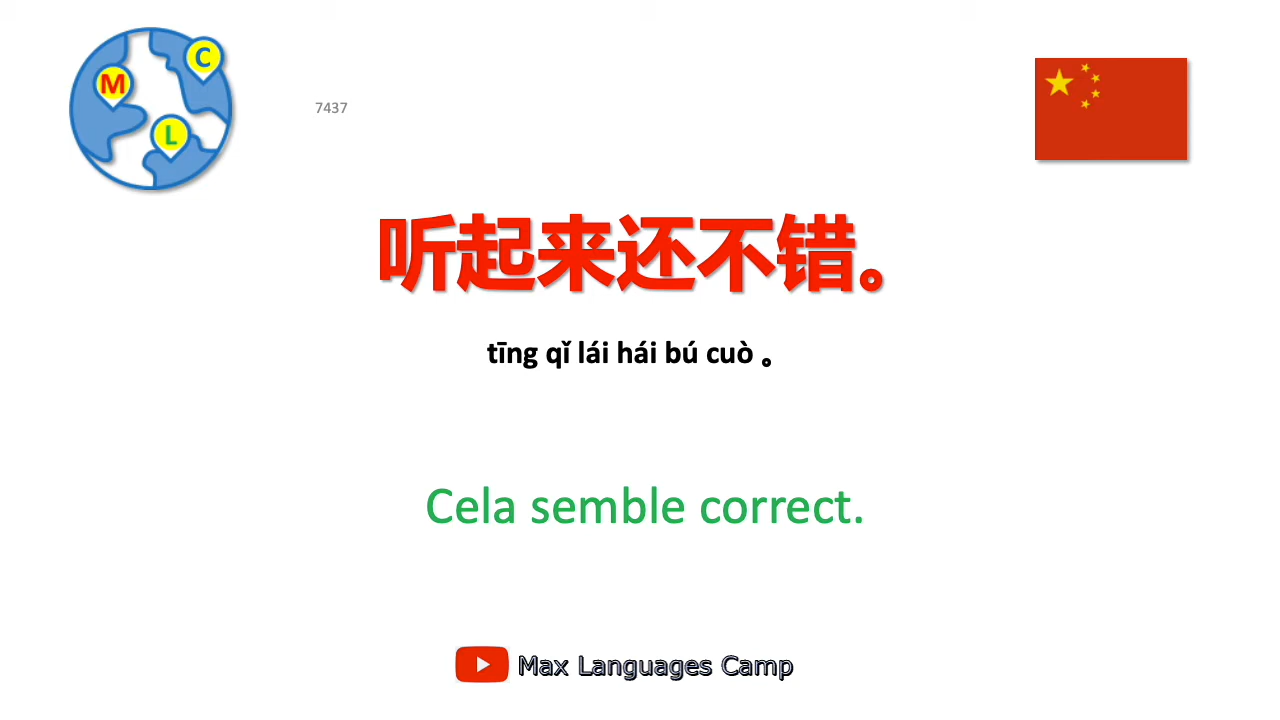 C
M
L
7437
听起来还不错。
tīng qǐ lái hái bú cuò 。
Cela semble correct.
Max Languages Camp